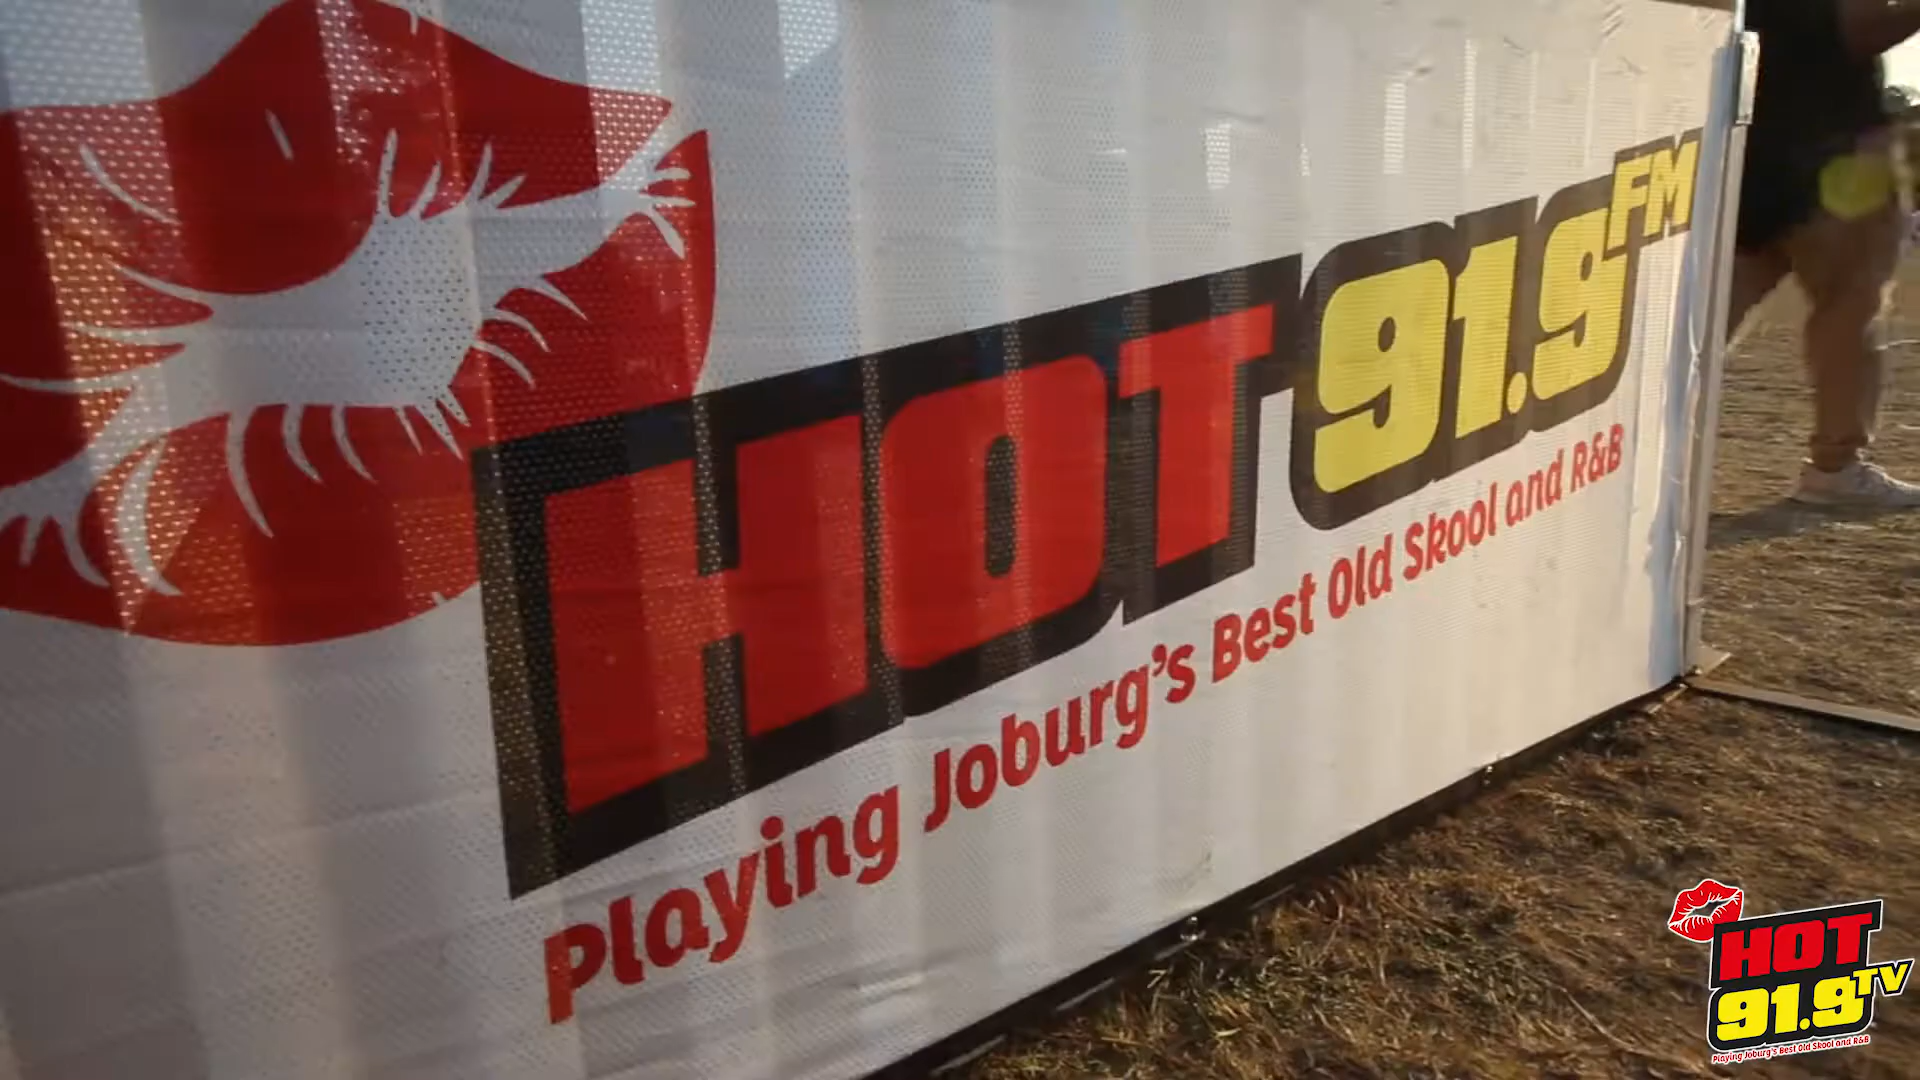 HOT 91.9 FM
Playing Joburg's Best Old Skool and R&B
HOT
91.9 TV
Playing Joburg's Best Old Skool and R&B